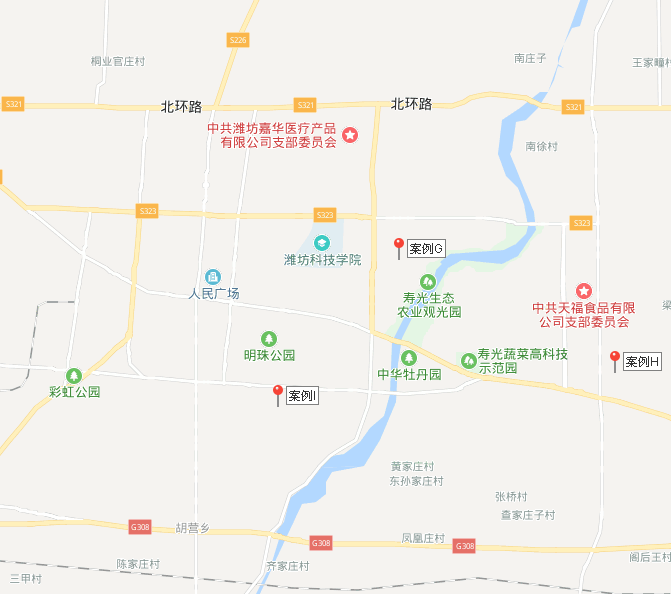 S226
桐业官庄村
南庄子
王家疃村
S321
北环路
S321
北环路
S321
中共潍坊嘉华医疗产品
有限公司支部委员会
南徐村
S323
S323
S323
案例G
潍坊科技学院
人民广场
寿光生态
农业观光园
中共天福食品有限
公司支部委员会
明珠公园
中华牡丹园
寿光蔬菜高科技
示范园
案例H
彩虹公园
案例I
黄家庄村
东孙家庄村
张桥村
查家庄子村
G308
胡营乡
G308
凤凰庄村
G308
阁后王村
陈家庄村
齐家庄村
三甲村